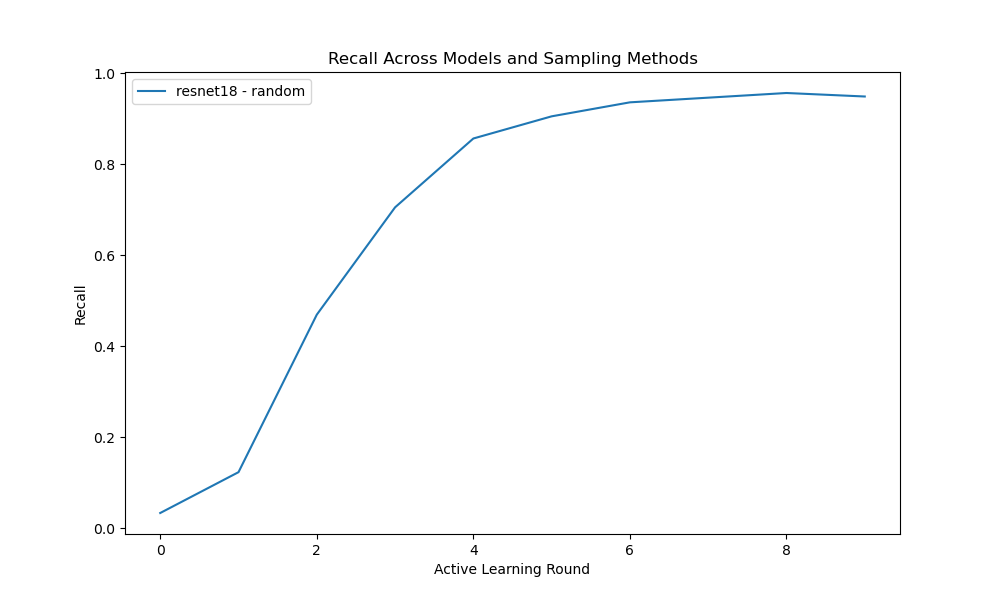 Recall Across Models and Sampling Methods
resnet18 - random
Recall
1.0
0.8
0.6
0.4
0.2
0.0
0 2 4 6 8
Active Learning Round